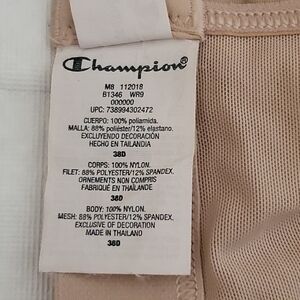 Champion
M8 112018
B1346 WR9
000000
UPC: 738994302472
CUERPO: 100% poliamida.
MALLA: 88% poliéster/12% elastano.
EXCLUYENDO DECORACIÓN
HECHO EN TAILANDIA
38D
CORPS: 100% NYLON.
FILET: 88% POLYESTER/12% SPANDEX.
ORNEMENTS NON COMPRIS
FABRIQUÉ EN THAÏLANDE
38D
BODY: 100% NYLON.
MESH: 88% POLYESTER/12% SPANDEX.
EXCLUSIVE OF DECORATION
MADE IN THAILAND
38D